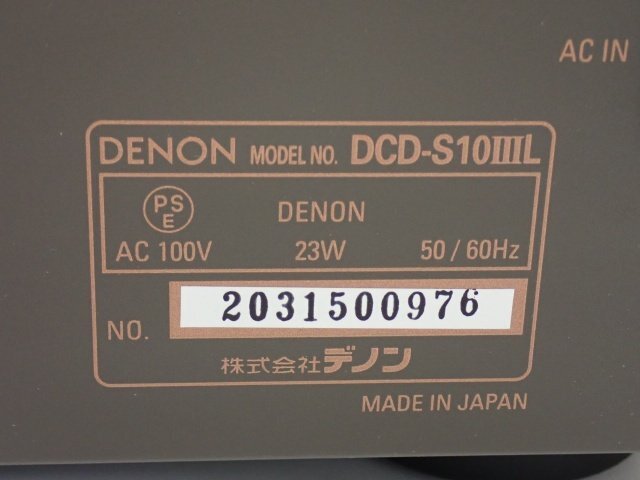 AC IN
DENON MODEL NO. DCD-S10IIIL
PSE DENON
AC 100V 23W 50 / 60Hz
NO. 2031500976
株式会社デノン
MADE IN JAPAN